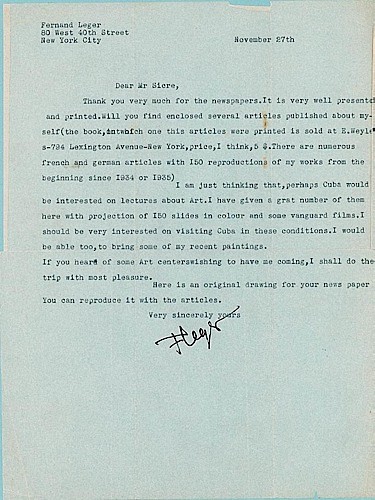 Fernand Leger
80 West 40th Street
New York City
November 27th
Dear Mr Sicre,
Thank you very much for the newspapers.It is very well presented
and printed.Will you find enclosed several articles published about my-
self(the book,intwhich one this articles were printed is sold at E.Weyle
s-794 Lexington Avenue-New York,price,I think,5 $.There are numerous
french and german articles with I50 reproductions of my works from the
beginning since I934 or I935)
I am just thinking that,perhaps Cuba would
be interested on lectures about Art.I have given a grat number of them
here with projection of I50 slides in colour and some vanguard films.I
should be very interested on visiting Cuba in these conditions.I would
be able too,to bring some of my recent paintings.
If you heard of some Art centerswishing to have me coming,I shall do the
trip with most pleasure.
Here is an original drawing for your news paper
You can reproduce it with the articles.
Very sincerely yours
FLeger